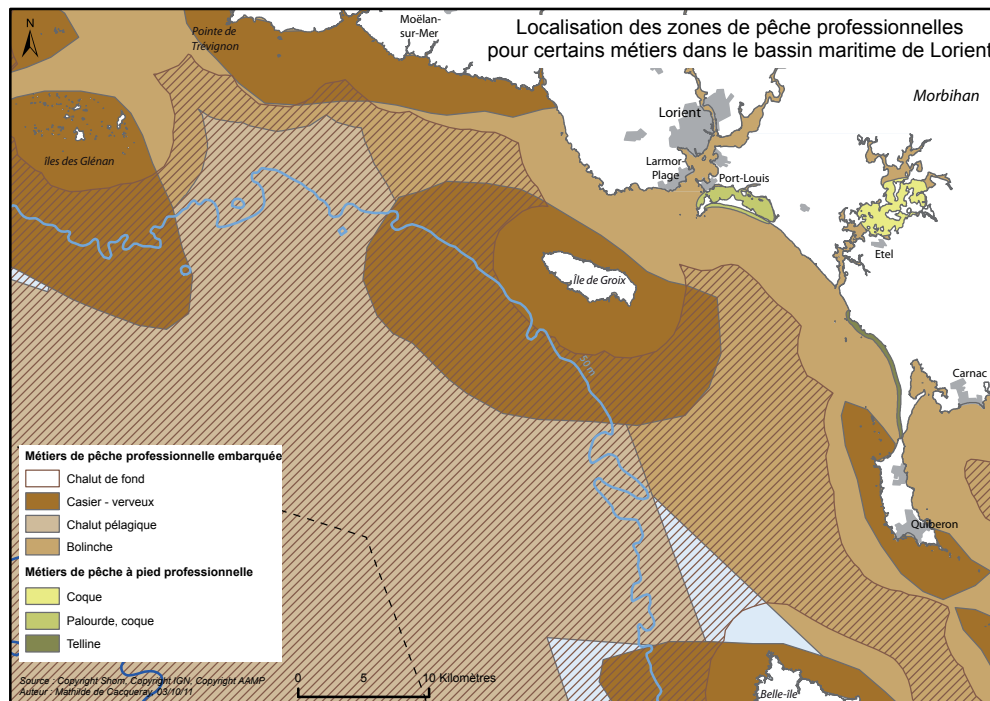 Localisation des zones de pêche professionnelles
pour certains métiers dans le bassin maritime de Lorient
N
Pointe de
Trévignon
Moëlan-
sur-Mer
Morbihan
Lorient
Larmor-
Plage
Port-Louis
Îles des Glénan
Etel
Île de Groix
50m
Carnac
Quiberon
Belle-île
Métiers de pêche professionnelle embarquée
Chalut de fond
Casier - verveux
Chalut pélagique
Bolinche
Métiers de pêche à pied professionnelle
Coque
Palourde, coque
Telline
Source : Copyright Shom, Copyright IGN, Copyright AAMP
Auteur : Mathilde de Cacqueray, 03/10/11
0 5 10 Kilomètres